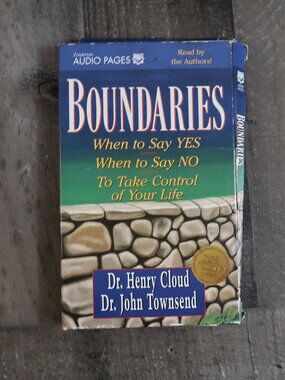 Zondervan
AUDIO PAGES
Read by
the Authors!
BOUNDARIES
When to Say YES
When to Say NO
To Take Control
of Your Life
Dr. Henry Cloud
Dr. John Townsend
BOUNDARIES